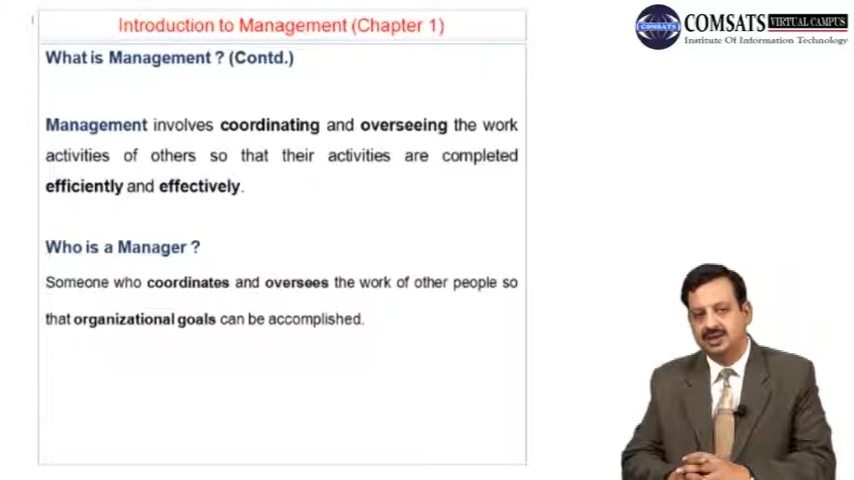 Introduction to Management (Chapter 1)
COMSATS VIRTUAL CAMPUS
COMSATS
Institute Of Information Technology
What is Management ? (Contd.)
Management involves coordinating and overseeing the work
activities of others so that their activities are completed
efficiently and effectively.
Who is a Manager ?
Someone who coordinates and oversees the work of other people so
that organizational goals can be accomplished.